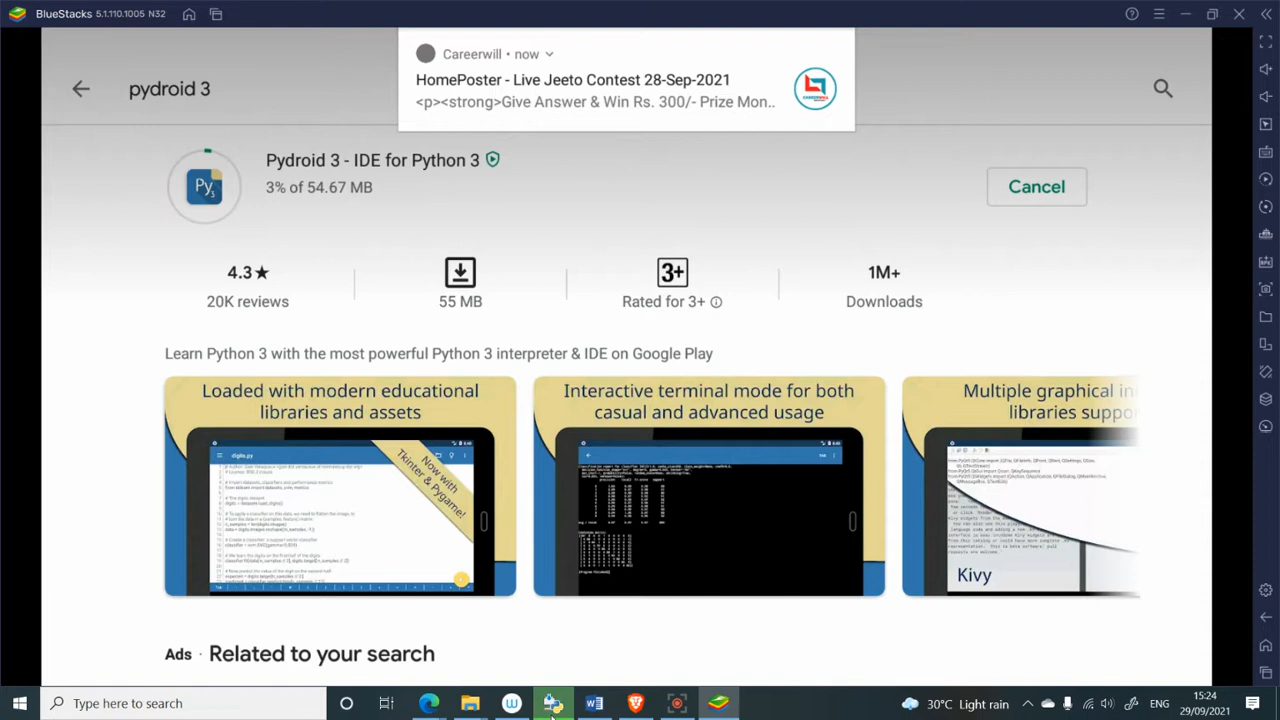 BlueStacks 5.1.110.1005 N32
Careerwill • now
HomePoster - Live Jeeto Contest 28-Sep-2021
<p><strong>Give Answer & Win Rs. 300/- Prize Mon..
pydroid 3
Pydroid 3 - IDE for Python 3
3% of 54.67 MB
Cancel
4.3★
20K reviews
55 MB
3+
Rated for 3+
1M+
Downloads
Learn Python 3 with the most powerful Python 3 interpreter & IDE on Google Play
Loaded with modern educational
libraries and assets
Now with
Tkinter & Pygame!
Interactive terminal mode for both
casual and advanced usage
Multiple graphical in
libraries suppo
Kivy
Ads · Related to your search
Type here to search
30°C Light rain
ENG
15:24
29/09/2021